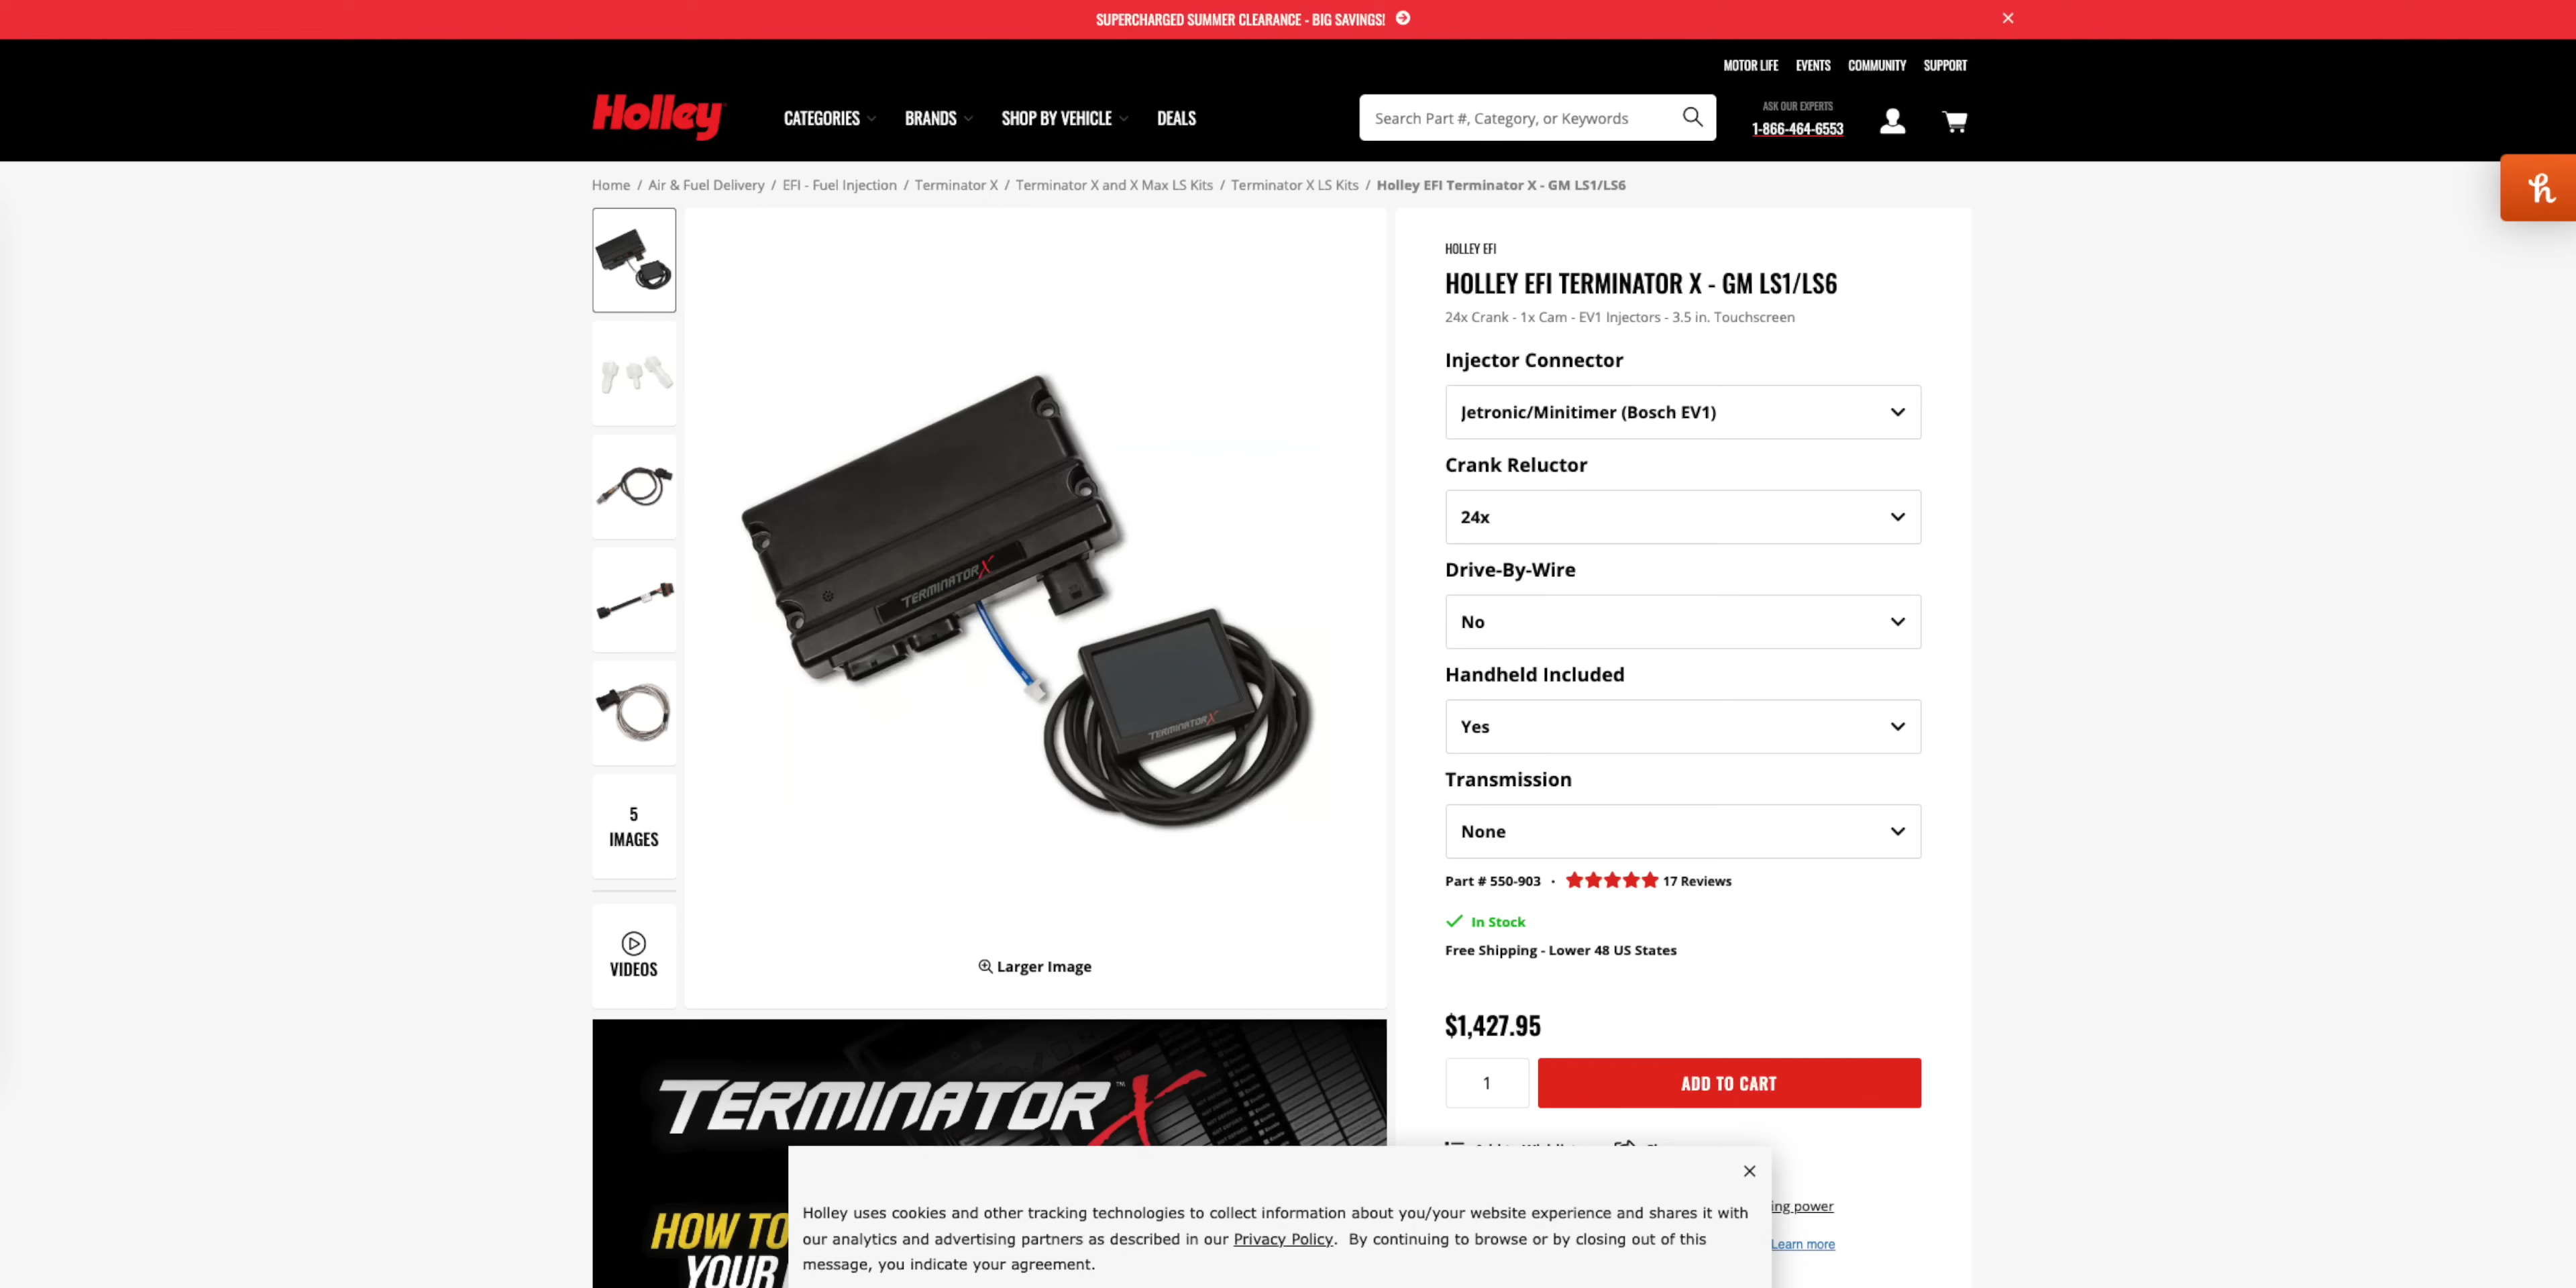 SUPERCHARGED SUMMER CLEARANCE - BIG SAVINGS!
MOTOR LIFE EVENTS COMMUNITY SUPPORT
Holley
CATEGORIES BRANDS SHOP BY VEHICLE DEALS
Search Part #, Category, or Keywords
ASK OUR EXPERTS
1-866-464-6553
Home / Air & Fuel Delivery / EFI - Fuel Injection / Terminator X / Terminator X and X Max LS Kits / Terminator X LS Kits / Holley EFI Terminator X - GM LS1/LS6
5
IMAGES
VIDEOS
TERMINATOR X
TERMINATOR X
Larger Image
HOLLEY EFI
HOLLEY EFI TERMINATOR X - GM LS1/LS6
24x Crank - 1x Cam - EV1 Injectors - 3.5 in. Touchscreen
Injector Connector
Jetronic/Minitimer (Bosch EV1)
Crank Reluctor
24x
Drive-By-Wire
No
Handheld Included
Yes
Transmission
None
Part # 550-903 · 17 Reviews
In Stock
Free Shipping - Lower 48 US States
$1,427.95
1
ADD TO CART
TERMINATOR X ™
HOW TO
YOUR
ing power
Learn more
Holley uses cookies and other tracking technologies to collect information about you/your website experience and shares it with
our analytics and advertising partners as described in our Privacy Policy. By continuing to browse or by closing out of this
message, you indicate your agreement.